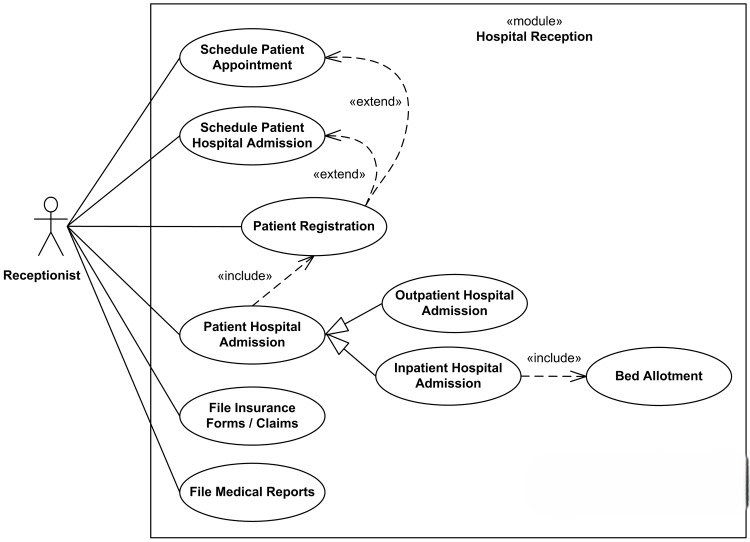 «module»
Hospital Reception
Schedule Patient
Appointment
«extend»
Schedule Patient
Hospital Admission
«extend»
Patient Registration
Receptionist
«include»
Outpatient Hospital
Admission
Patient Hospital
Admission
Inpatient Hospital
Admission
«include»
Bed Allotment
File Insurance
Forms / Claims
File Medical Reports